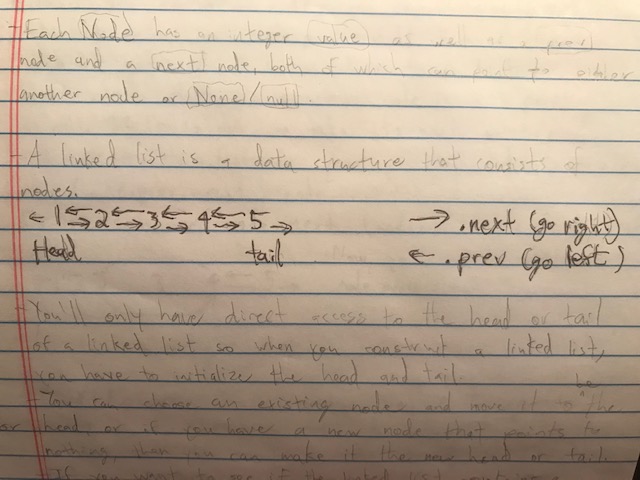 - Each Node has an integer value as well as a prev
node and a next node, both of which can point to either
another node or None/null.
- A linked list is a data structure that consists of
nodes.
← 1 ⇆ 2 ⇆ 3 ⇆ 4 ⇆ 5 → → .next (go right)
Head tail ← .prev (go left)
- You'll only have direct access to the head or tail
of a linked list so when you construct a linked list,
you have to initialize the head and tail.
- You can choose an existing node and move it to be the
or head, or if you have a new node that points to
nothing, then you can make it the new head or tail.
- If you want to see if the linked list contains a